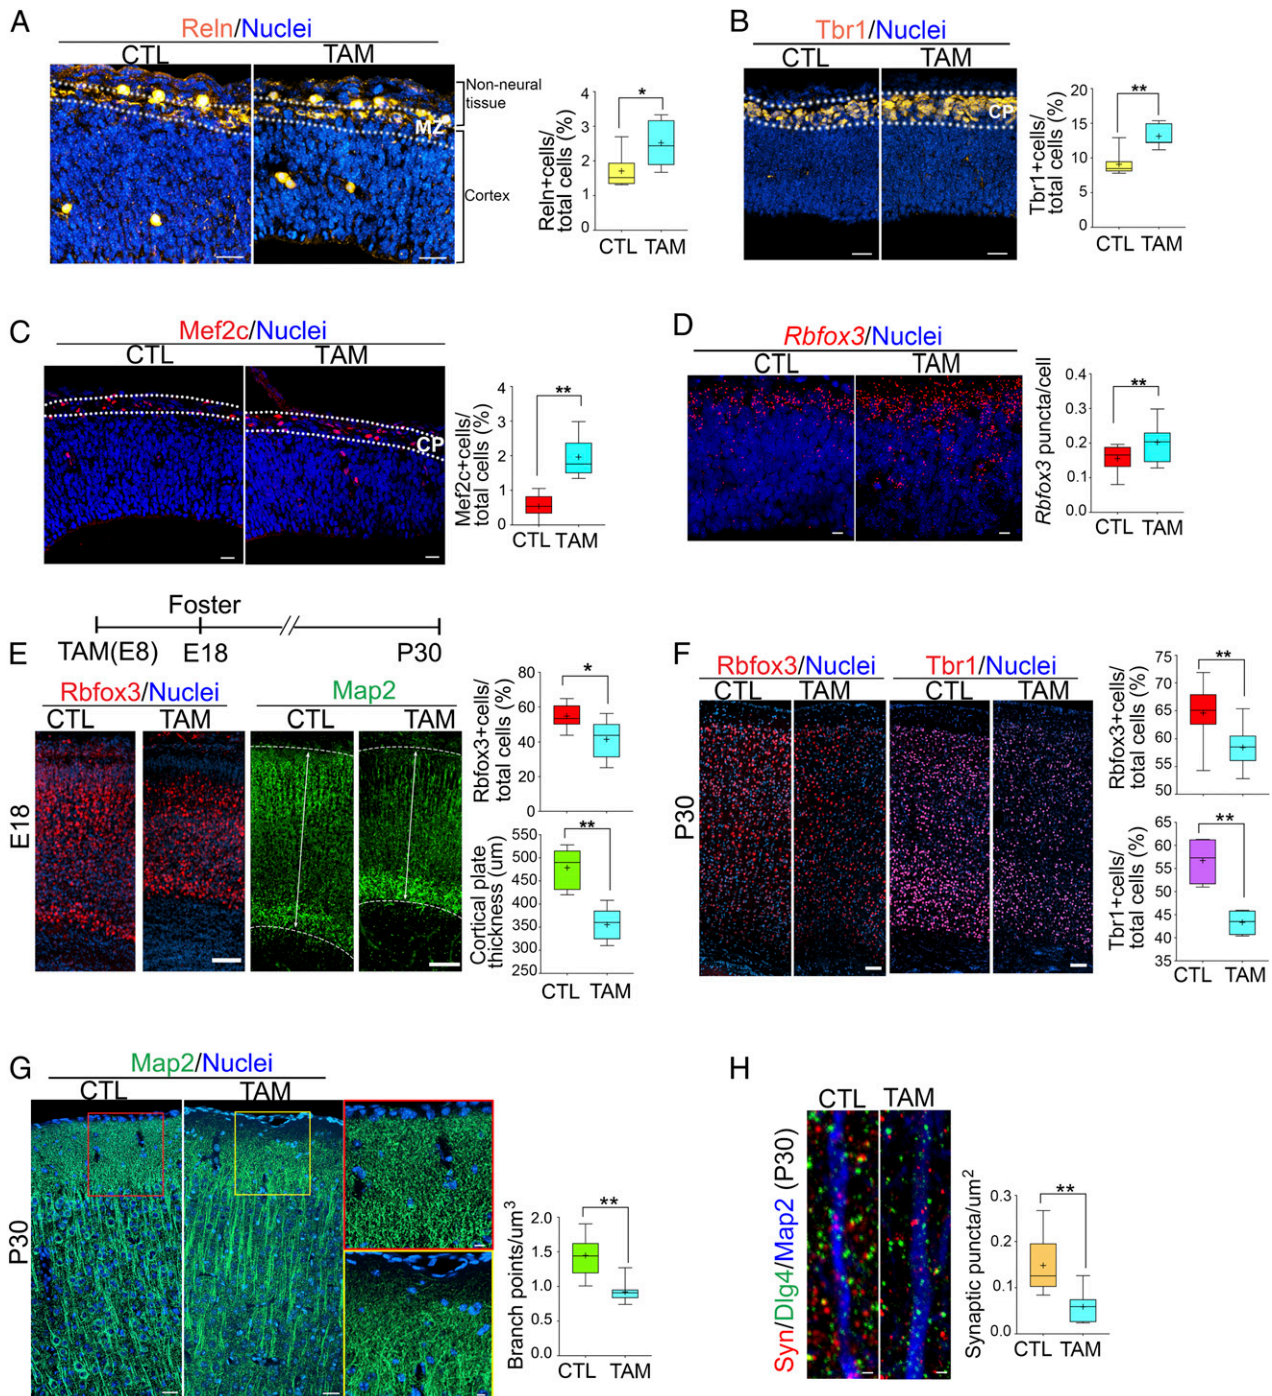 A
Reln/Nuclei
CTL
TAM
Non-neural
tissue
MZ
Cortex
Reln+cells/
total cells (%)
4
3
2
1
0
*
CTL TAM
B
Tbr1/Nuclei
CTL
TAM
CP
Tbr1+cells/
total cells (%)
20
15
10
5
0
**
CTL TAM
C
Mef2c/Nuclei
CTL
TAM
CP
Mef2c+cells/
total cells (%)
4
3
2
1
0
**
CTL TAM
D
Rbfox3/Nuclei
CTL
TAM
Rbfox3 puncta/cell
0.4
0.3
0.2
0.1
0.0
**
CTL TAM
Foster
TAM(E8) E18 P30
E
Rbfox3/Nuclei
CTL TAM
Map2
CTL TAM
E18
Rbfox3+cells/
total cells (%)
80
60
40
20
0
*
Cortical plate
thickness (um)
550
500
450
400
350
300
250
**
CTL TAM
F
Rbfox3/Nuclei
CTL TAM
Tbr1/Nuclei
CTL TAM
P30
Rbfox3+cells/
total cells (%)
75
70
65
60
55
50
**
Tbr1+cells/
total cells (%)
65
60
55
50
45
40
35
**
CTL TAM
G
Map2/Nuclei
CTL TAM
P30
Branch points/um3
2.0
1.5
1.0
0.5
0.0
**
CTL TAM
H
CTL TAM
Syn/Dlg4/Map2 (P30)
Synaptic puncta/um2
0.3
0.2
0.1
0.0
**
CTL TAM